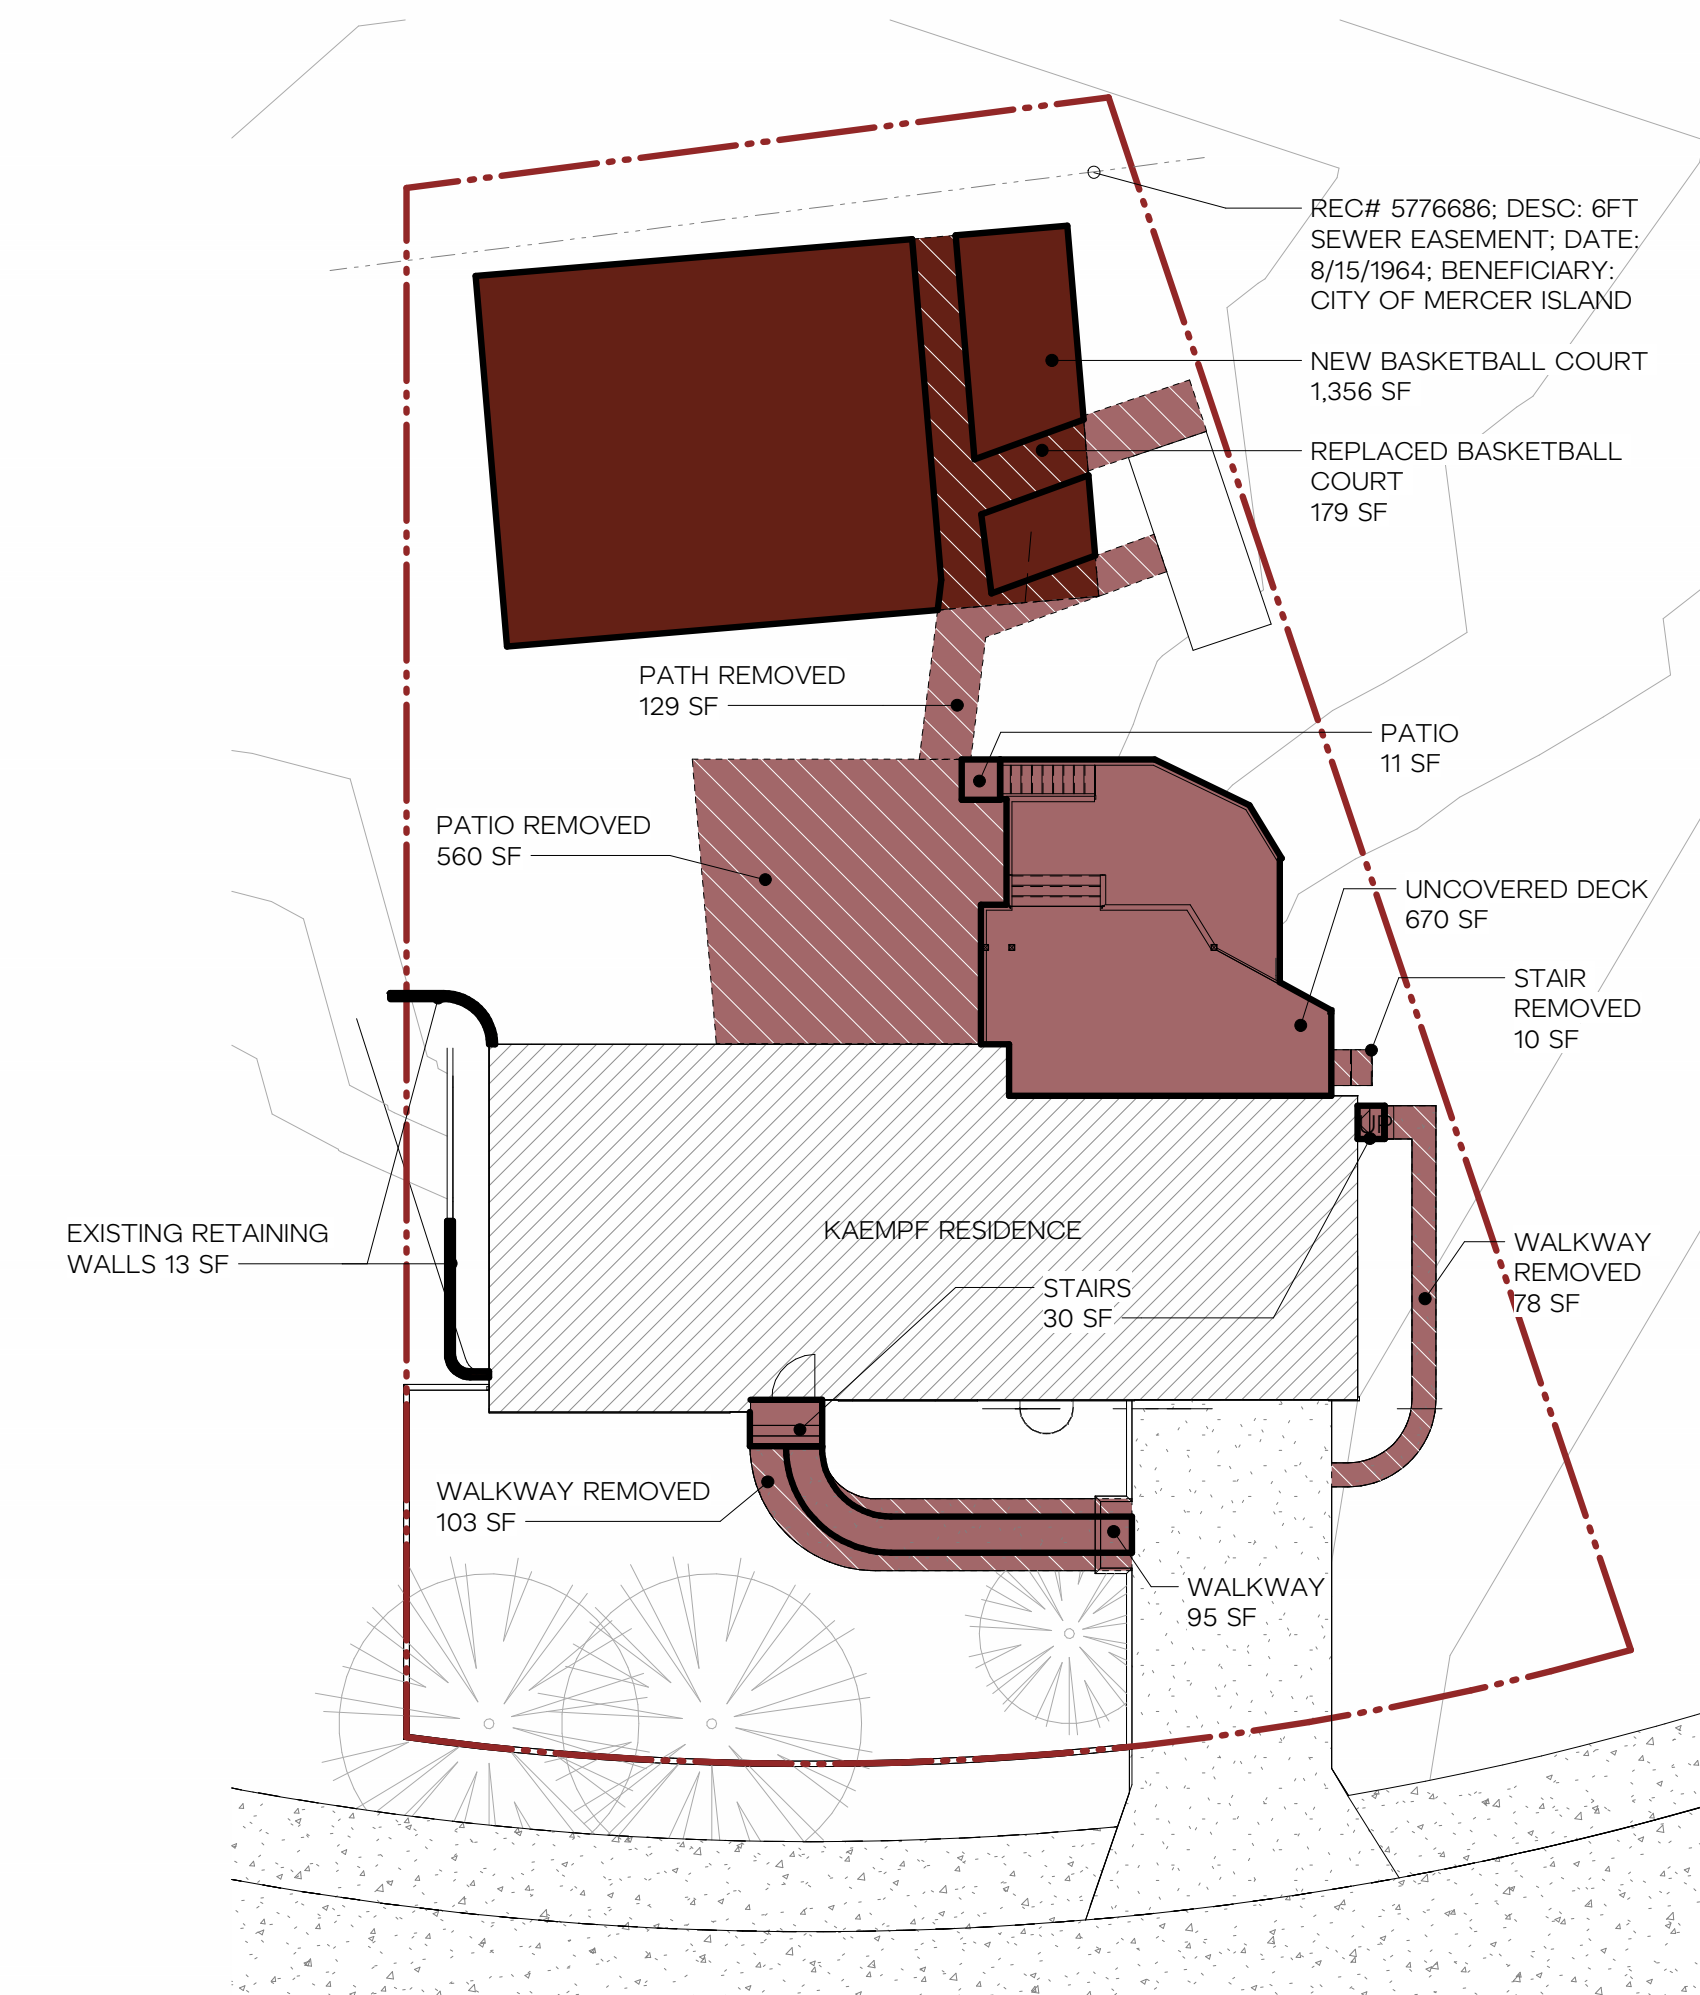 REC# 5776686; DESC: 6FT
SEWER EASEMENT; DATE:
8/15/1964; BENEFICIARY:
CITY OF MERCER ISLAND
NEW BASKETBALL COURT
1,356 SF
REPLACED BASKETBALL
COURT
179 SF
PATH REMOVED
129 SF
PATIO
11 SF
PATIO REMOVED
560 SF
UNCOVERED DECK
670 SF
STAIR
REMOVED
10 SF
UP
EXISTING RETAINING
WALLS 13 SF
KAEMPF RESIDENCE
WALKWAY
REMOVED
78 SF
STAIRS
30 SF
WALKWAY REMOVED
103 SF
WALKWAY
95 SF